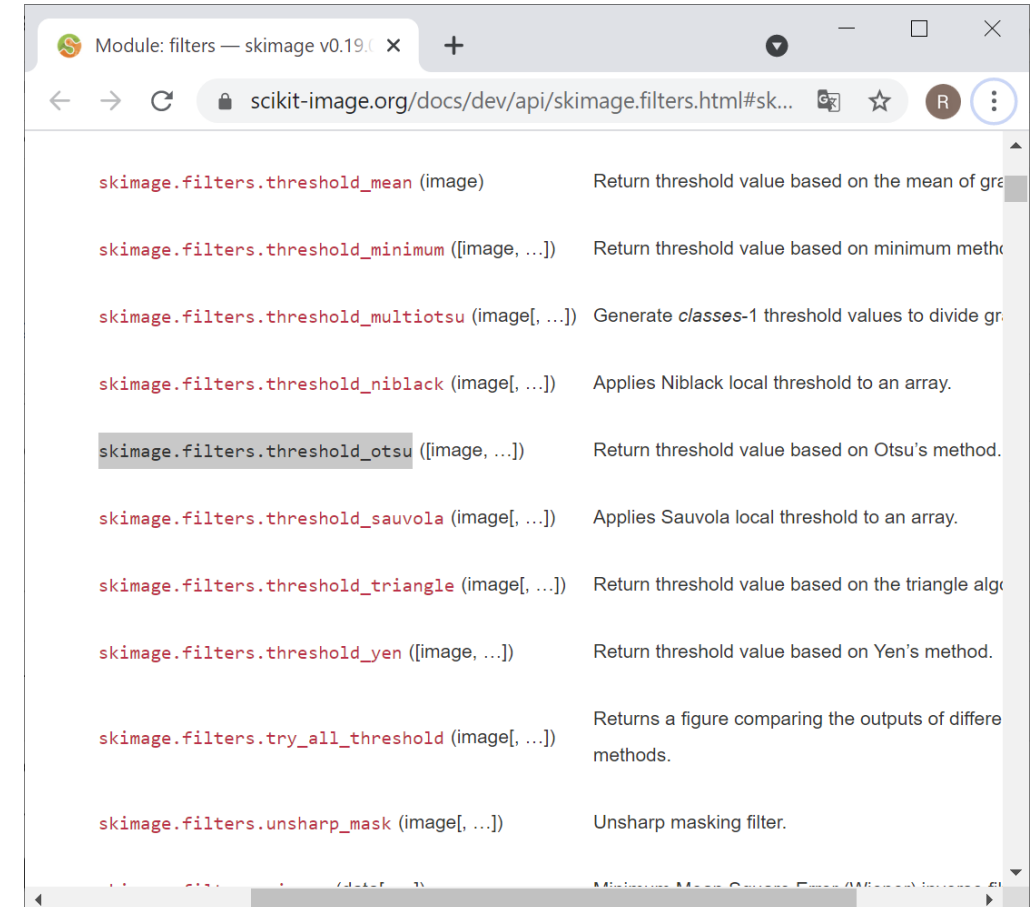 Module: filters — skimage v0.19.
scikit-image.org/docs/dev/api/skimage.filters.html#sk...
R
skimage.filters.threshold_mean (image) Return threshold value based on the mean of gra
skimage.filters.threshold_minimum ([image, …]) Return threshold value based on minimum metho
skimage.filters.threshold_multiotsu (image[, …]) Generate classes-1 threshold values to divide gr
skimage.filters.threshold_niblack (image[, …]) Applies Niblack local threshold to an array.
skimage.filters.threshold_otsu ([image, …]) Return threshold value based on Otsu’s method.
skimage.filters.threshold_sauvola (image[, …]) Applies Sauvola local threshold to an array.
skimage.filters.threshold_triangle (image[, …]) Return threshold value based on the triangle algo
skimage.filters.threshold_yen ([image, …]) Return threshold value based on Yen’s method.
skimage.filters.try_all_threshold (image[, …]) Returns a figure comparing the outputs of differe
methods.
skimage.filters.unsharp_mask (image[, …]) Unsharp masking filter.